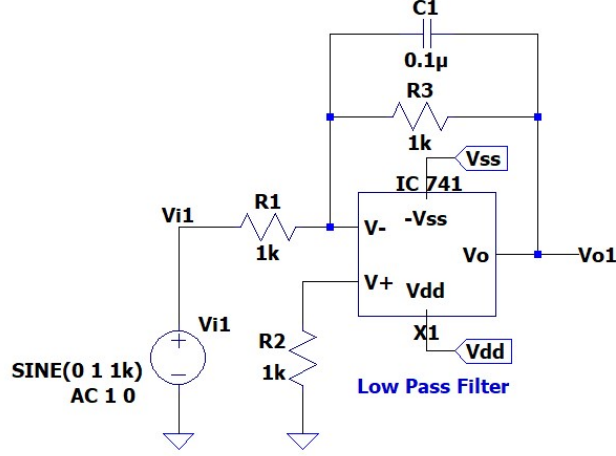 C1
0.1µ
R3
1k
Vss
IC 741
R1
Vi1
-Vss
V-
1k
Vo
Vo1
V+
Vdd
Vi1
R2
X1
Vdd
SINE(0 1 1k)
1k
AC 1 0
Low Pass Filter